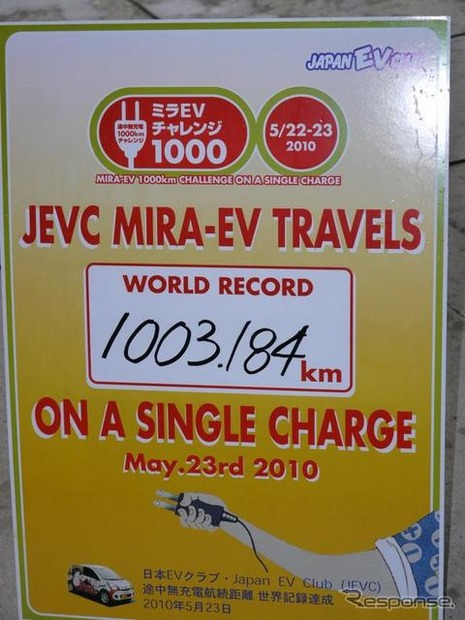 JAPAN EV CLUB
ミラEV
チャレンジ
1000
途中無充電
1000km
チャレンジ
5/22-23
2010
MIRA-EV 1000km CHALLENGE ON A SINGLE CHARGE
JEVC MIRA-EV TRAVELS
WORLD RECORD
1003.184 km
ON A SINGLE CHARGE
May.23rd 2010
日本EVクラブ・Japan EV Club (JEVC)
途中無充電航続距離 世界記録達成
2010年5月23日
Response.